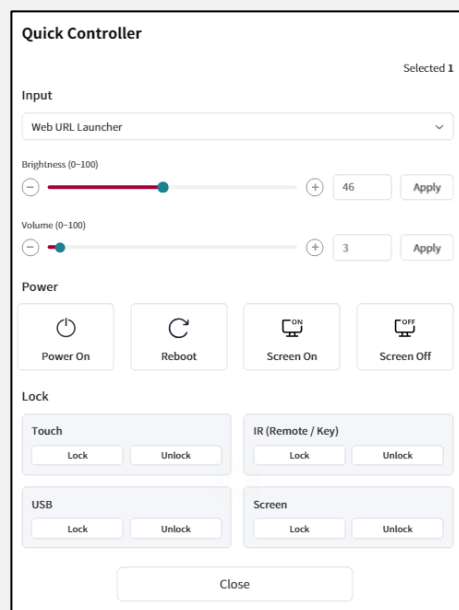 Quick Controller
Selected 1
Input
Web URL Launcher
Brightness (0~100)
46
Apply
Volume (0~100)
3
Apply
Power
ON
OFF
Power On
Reboot
Screen On
Screen Off
Lock
Touch
IR (Remote / Key)
Lock
Unlock
Lock
Unlock
USB
Screen
Lock
Unlock
Lock
Unlock
Close